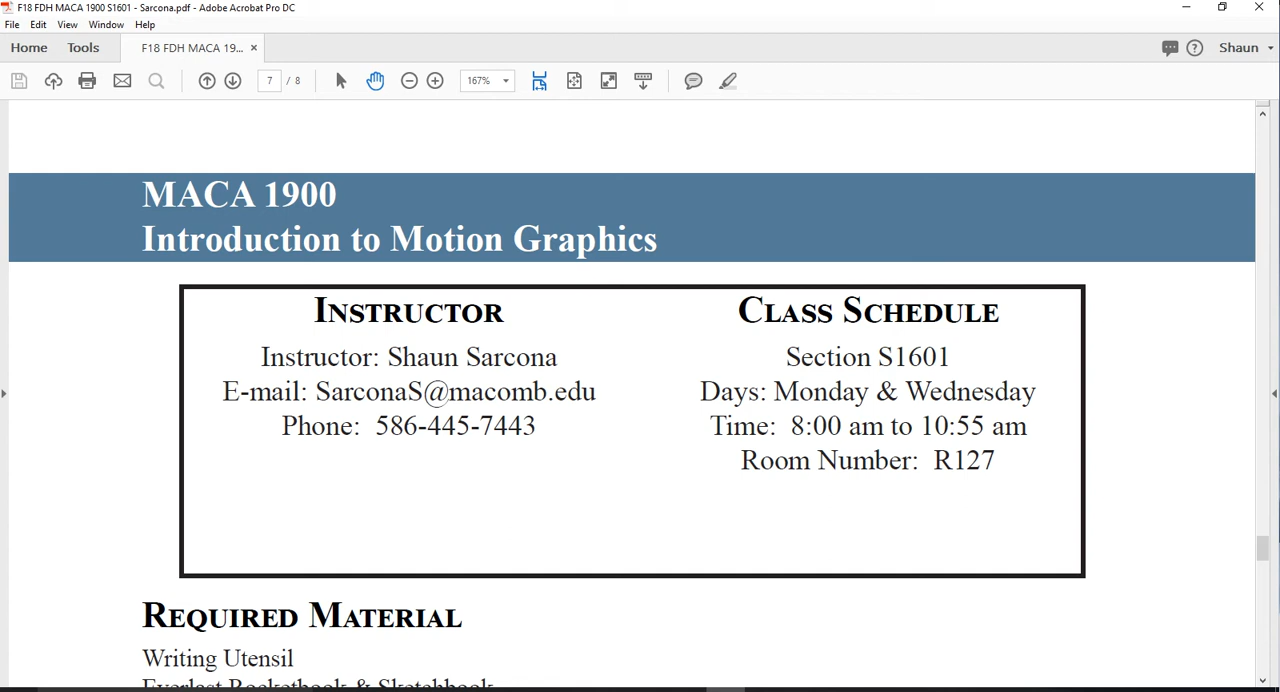 F18 FDH MACA 1900 S1601 - Sarcona.pdf - Adobe Acrobat Pro DC
File Edit View Window Help
Home Tools F18 FDH MACA 19... × Shaun
7 / 8 167%
MACA 1900
Introduction to Motion Graphics
INSTRUCTOR
Instructor: Shaun Sarcona
E-mail: SarconaS@macomb.edu
Phone: 586-445-7443
CLASS SCHEDULE
Section S1601
Days: Monday & Wednesday
Time: 8:00 am to 10:55 am
Room Number: R127
REQUIRED MATERIAL
Writing Utensil
Everlast Rocketbook & Sketchbook